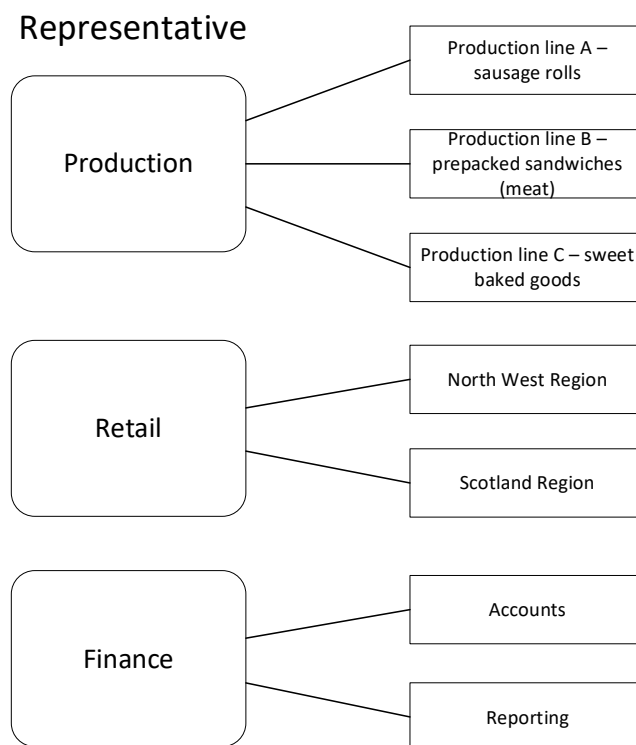 Representative
Production line A –
sausage rolls
Production
Production line B –
prepacked sandwiches
(meat)
Production line C – sweet
baked goods
Retail
North West Region
Scotland Region
Finance
Accounts
Reporting